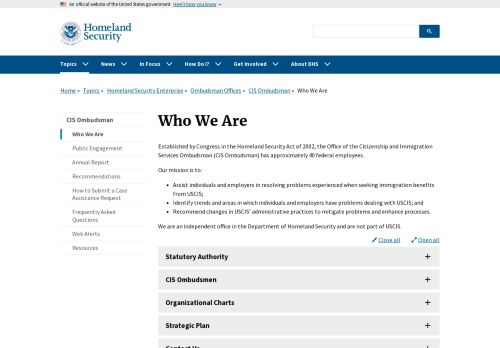 An official website of the United States government Here's how you know
Homeland
Security
Topics News In Focus How Do I? Get Involved About DHS
Home » Topics » Homeland Security Enterprise » Ombudsman Offices » CIS Ombudsman » Who We Are
CIS Ombudsman
Who We Are
Public Engagement
Annual Report
Recommendations
How to Submit a Case
Assistance Request
Frequently Asked
Questions
Web Alerts
Resources
Who We Are
Established by Congress in the Homeland Security Act of 2002, the Office of the Citizenship and Immigration
Services Ombudsman (CIS Ombudsman) has approximately 40 federal employees.
Our mission is to:
• Assist individuals and employers in resolving problems experienced when seeking immigration benefits
from USCIS;
• Identify trends and areas in which individuals and employers have problems dealing with USCIS; and
• Recommend changes in USCIS' administrative practices to mitigate problems and enhance processes.
We are an independent office in the Department of Homeland Security and are not part of USCIS.
Close all Open all
Statutory Authority
CIS Ombudsmen
Organizational Charts
Strategic Plan
Contact Us